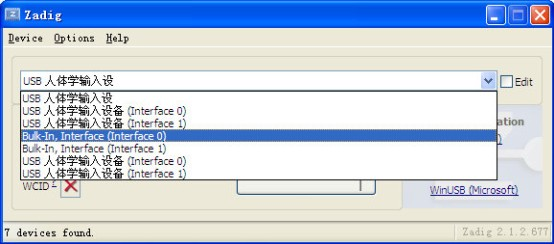 Zadig
Device Options Help
USB 人体学输入设 Edit
USB 人体学输入设
USB 人体学输入设备 (Interface 0)
USB 人体学输入设备 (Interface 1)
Bulk-In, Interface (Interface 0)
Bulk-In, Interface (Interface 1)
USB 人体学输入设备 (Interface 0)
USB 人体学输入设备 (Interface 1)
WCID ?
WinUSB (Microsoft)
7 devices found. Zadig 2.1.2.677